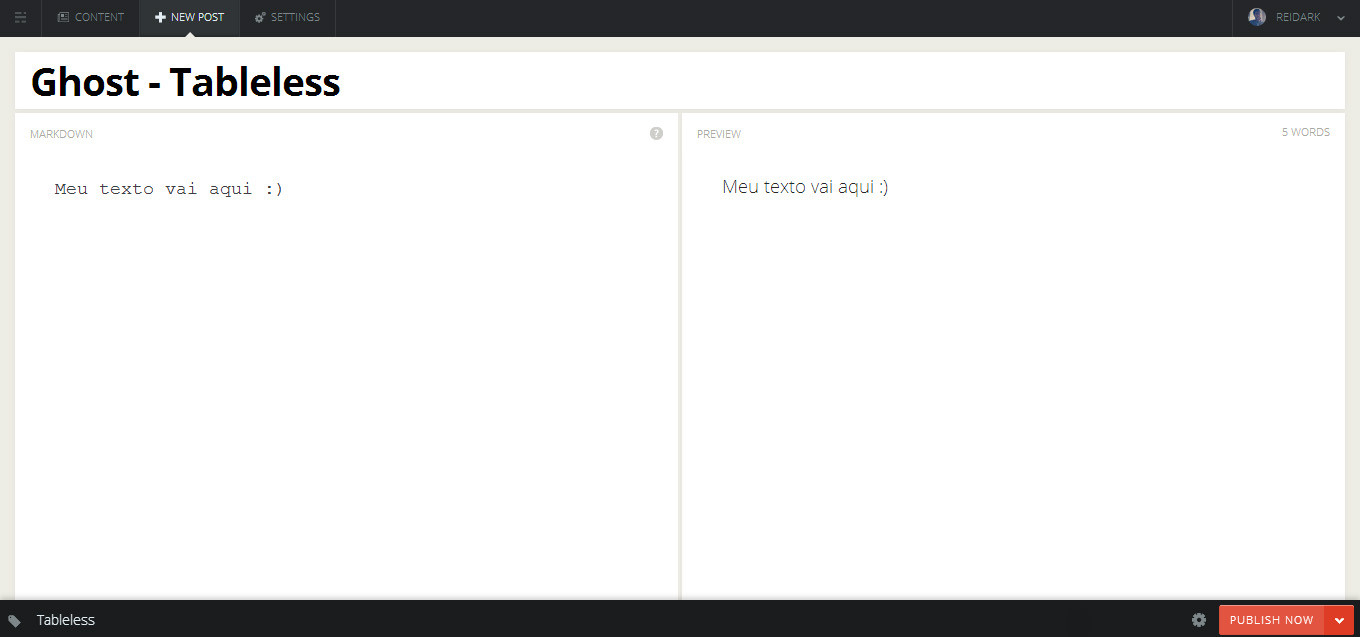 CONTENT NEW POST SETTINGS REIDARK
Ghost - Tableless
MARKDOWN ? PREVIEW 5 WORDS
Meu texto vai aqui :) Meu texto vai aqui :)
Tableless PUBLISH NOW